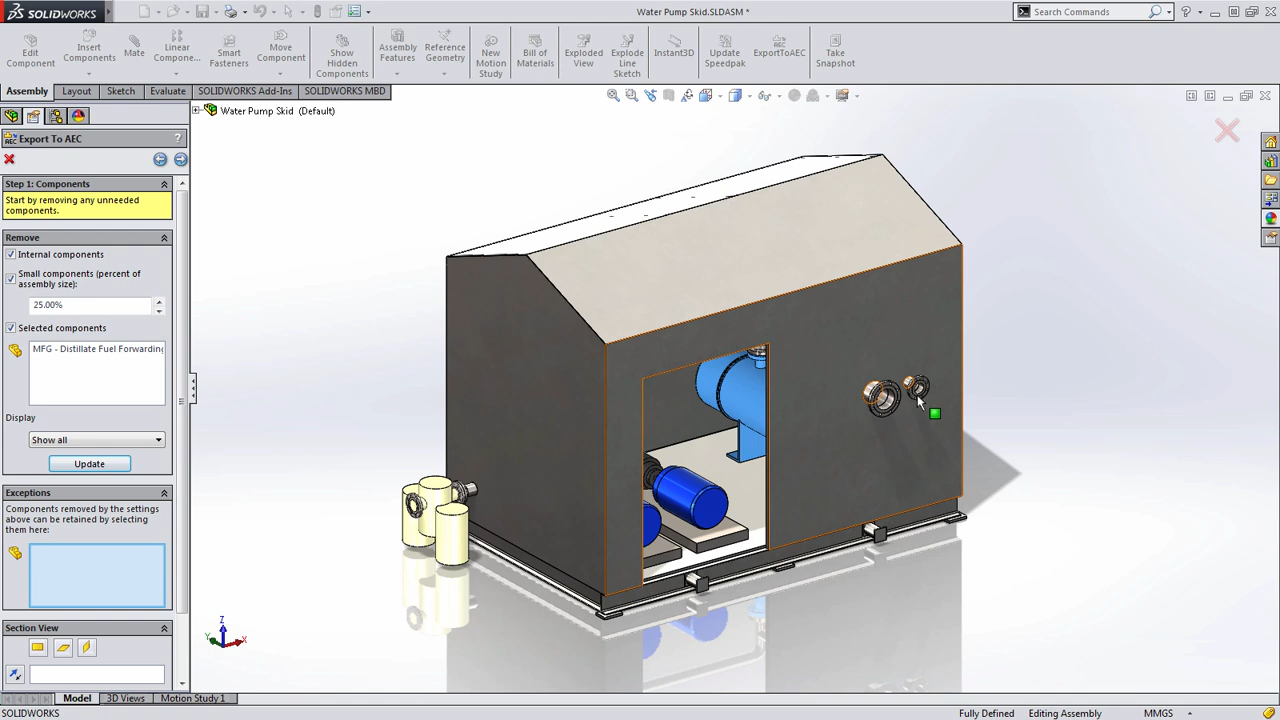 SOLIDWORKS
Water Pump Skid.SLDASM *
Search Commands
Edit
Component
Insert
Components
Mate
Linear
Compone...
Smart
Fasteners
Move
Component
Show
Hidden
Components
Assembly
Features
Reference
Geometry
New
Motion
Study
Bill of
Materials
Exploded
View
Explode
Line
Sketch
Instant3D
Update
Speedpak
ExportToAEC
Take
Snapshot
Assembly
Layout
Sketch
Evaluate
SOLIDWORKS Add-Ins
SOLIDWORKS MBD
Water Pump Skid (Default)
AEC
Export To AEC
?
Step 1: Components
Start by removing any unneeded
components.
Remove
Internal components
Small components (percent of
assembly size):
25.00%
Selected components
MFG - Distillate Fuel Forwarding
Display
Show all
Update
Exceptions
Components removed by the settings
above can be retained by selecting
them here:
Section View
Z
Y
X
Model
3D Views
Motion Study 1
SOLIDWORKS
Fully Defined
Editing Assembly
MMGS